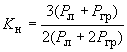 Kн = 3(Pл + Pгр) / 2(Pл + 2Pгр)